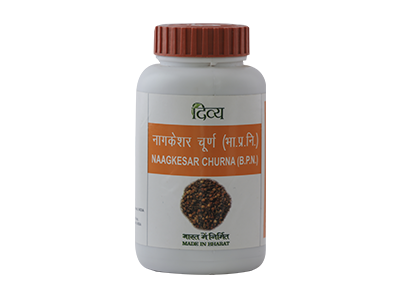 दिव्य
नागकेशर चूर्ण (भा.प्र.नि.)
NAAGKESAR CHURNA (B.P.N.)
भारत में निर्मित
MADE IN BHARAT